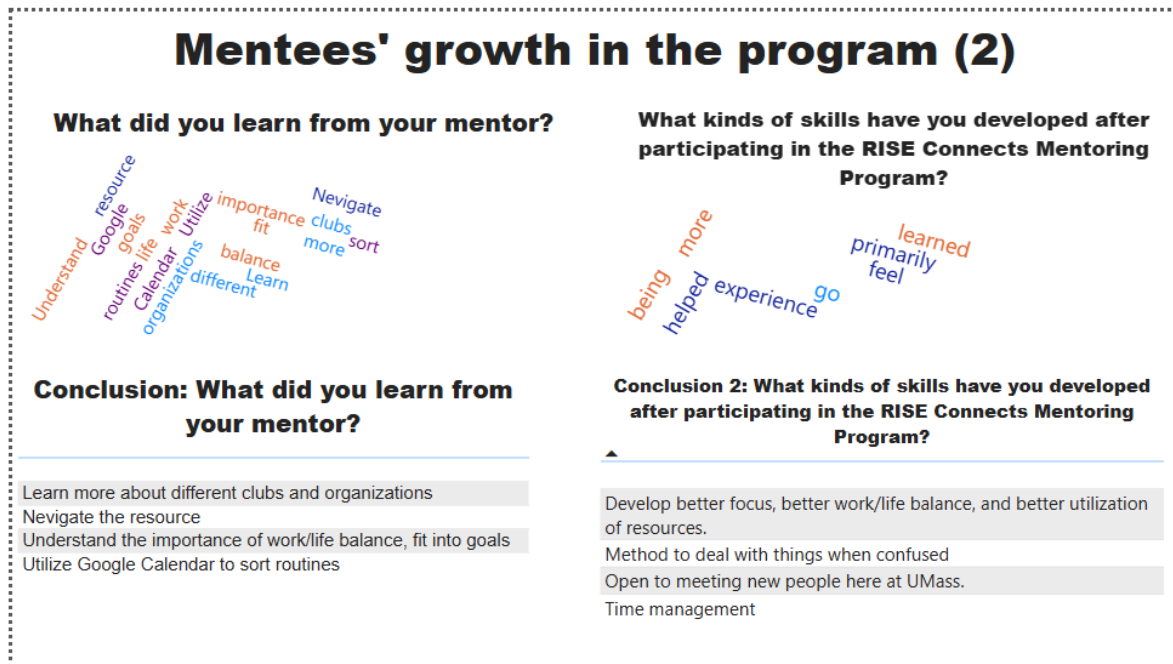 Mentees' growth in the program (2)
What did you learn from your mentor?
resource
Google
goals
work
Utilize
importance
fit
Nevigate
clubs
more
sort
Understand
routines
life
Calendar
organizations
balance
Learn
different
What kinds of skills have you developed after
participating in the RISE Connects Mentoring
Program?
more
being
helped
experience
go
primarily
feel
learned
Conclusion: What did you learn from
your mentor?
Learn more about different clubs and organizations
Nevigate the resource
Understand the importance of work/life balance, fit into goals
Utilize Google Calendar to sort routines
Conclusion 2: What kinds of skills have you developed
after participating in the RISE Connects Mentoring
Program?
Develop better focus, better work/life balance, and better utilization
of resources.
Method to deal with things when confused
Open to meeting new people here at UMass.
Time management